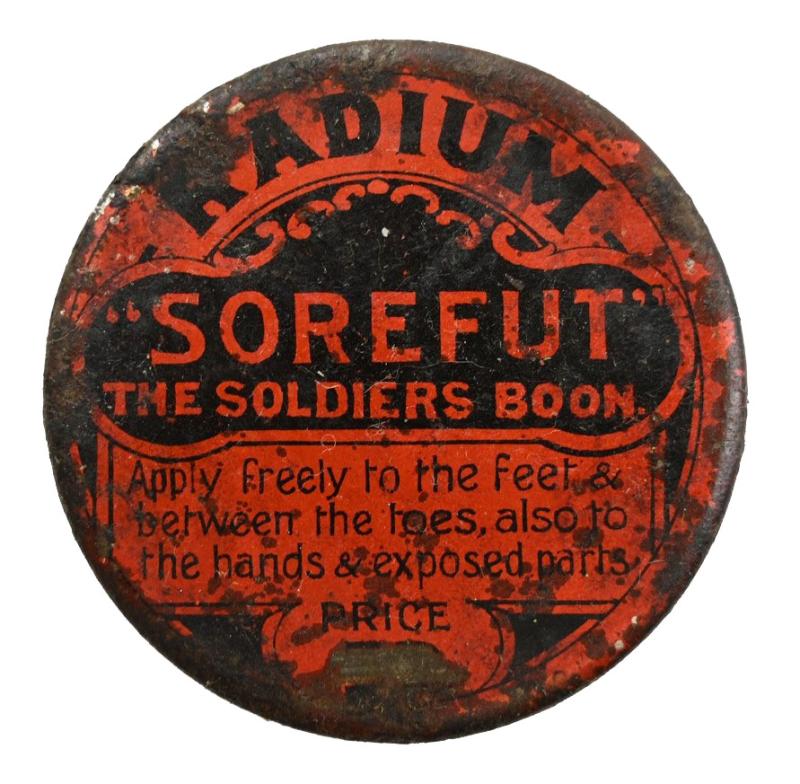 RADIUM
"SOREFUT"
THE SOLDIERS BOON.
Apply freely to the feet &
between the toes, also to
the hands & exposed parts
PRICE